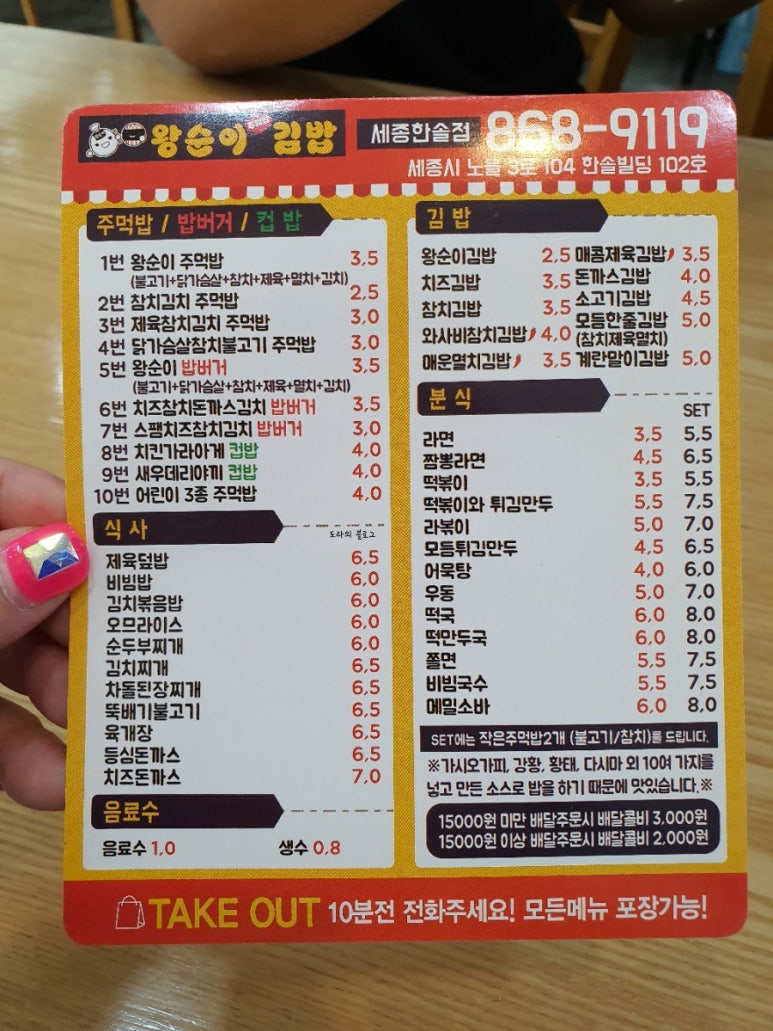 왕순이 김밥 세종한솔점 868-9119
세종시 노을 3로 104 한솔빌딩 102호
주먹밥 / 밥버거 / 컵 밥
1번 왕순이 주먹밥 3,5
(불고기+닭가슴살+참치+제육+멸치+김치)
2번 참치김치 주먹밥 2,5
3번 제육참치김치 주먹밥 3,0
4번 닭가슴살참치불고기 주먹밥 3,0
5번 왕순이 밥버거 3,5
(불고기+닭가슴살+참치+제육+멸치+김치)
6번 치즈참치돈까스김치 밥버거 3,5
7번 스팸치즈참치김치 밥버거 3,0
8번 치킨가라아게 컵밥 4,0
9번 새우데리야끼 컵밥 4,0
10번 어린이 3종 주먹밥 4,0
식 사
도라의 블로그
제육덮밥 6,5
비빔밥 6,0
김치볶음밥 6,0
오므라이스 6,0
순두부찌개 6,0
김치찌개 6,5
차돌된장찌개 6,5
뚝배기불고기 6,5
육개장 6,5
등심돈까스 6,5
치즈돈까스 7,0
음료수
음료수 1,0 생수 0,8
김 밥
왕순이김밥 2,5
치즈김밥 3,5
참치김밥 3,5
와사비참치김밥 4,0
매운멸치김밥 3,5
매콤제육김밥 3,5
돈까스김밥 4,0
소고기김밥 4,5
모듬한줄김밥 5,0
(참치제육멸치)
계란말이김밥 5,0
분 식
SET
라면 3,5 5,5
짬뽕라면 4,5 6,5
떡볶이 3,5 5,5
떡볶이와 튀김만두 5,5 7,5
라볶이 5,0 7,0
모듬튀김만두 4,5 6,5
어묵탕 4,0 6,0
우동 5,0 7,0
떡국 6,0 8,0
떡만두국 6,0 8,0
쫄면 5,5 7,5
비빔국수 5,5 7,5
메밀소바 6,0 8,0
SET에는 작은주먹밥2개 (불고기/참치)를 드립니다.
※가시오가피, 강황, 황태, 다시마 외 10여 가지를
넣고 만든 소스로 밥을 하기 때문에 맛있습니다.※
15000원 미만 배달주문시 배달콜비 3,000원
15000원 이상 배달주문시 배달콜비 2,000원
TAKE OUT 10분전 전화주세요! 모든메뉴 포장가능!